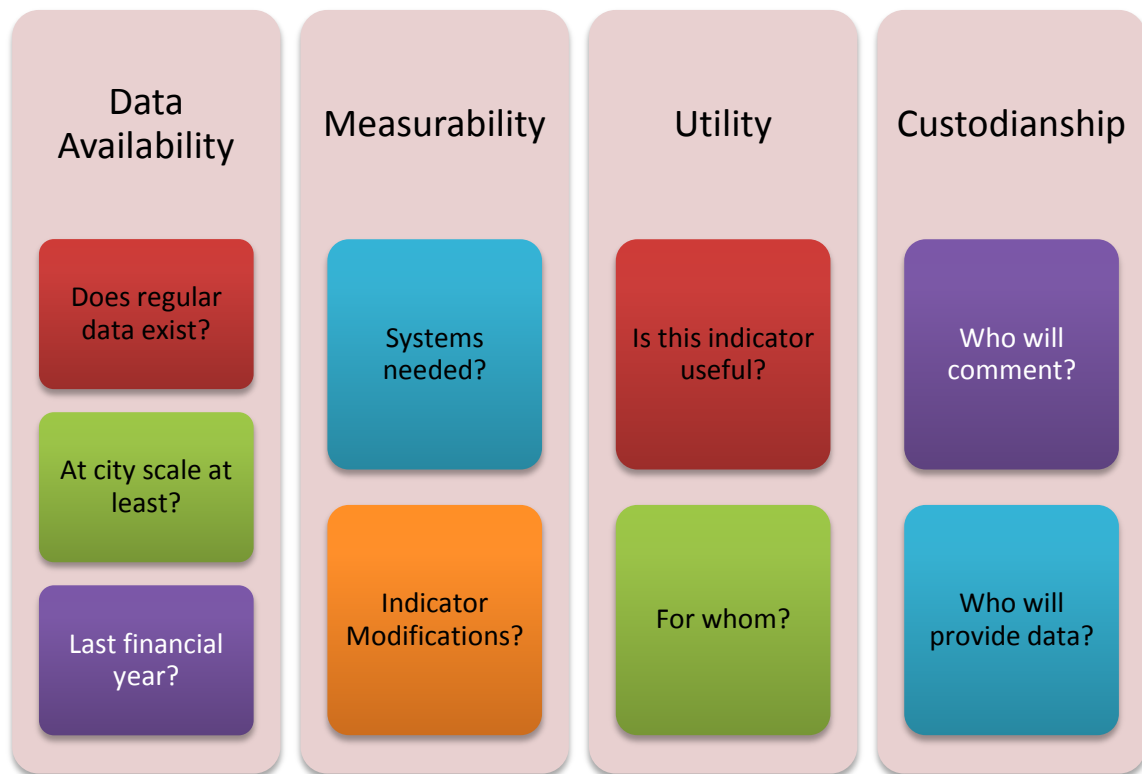 Data
Availability
Does regular
data exist?
At city scale at
least?
Last financial
year?
Measurability
Systems
needed?
Indicator
Modifications?
Utility
Is this indicator
useful?
For whom?
Custodianship
Who will
comment?
Who will
provide data?